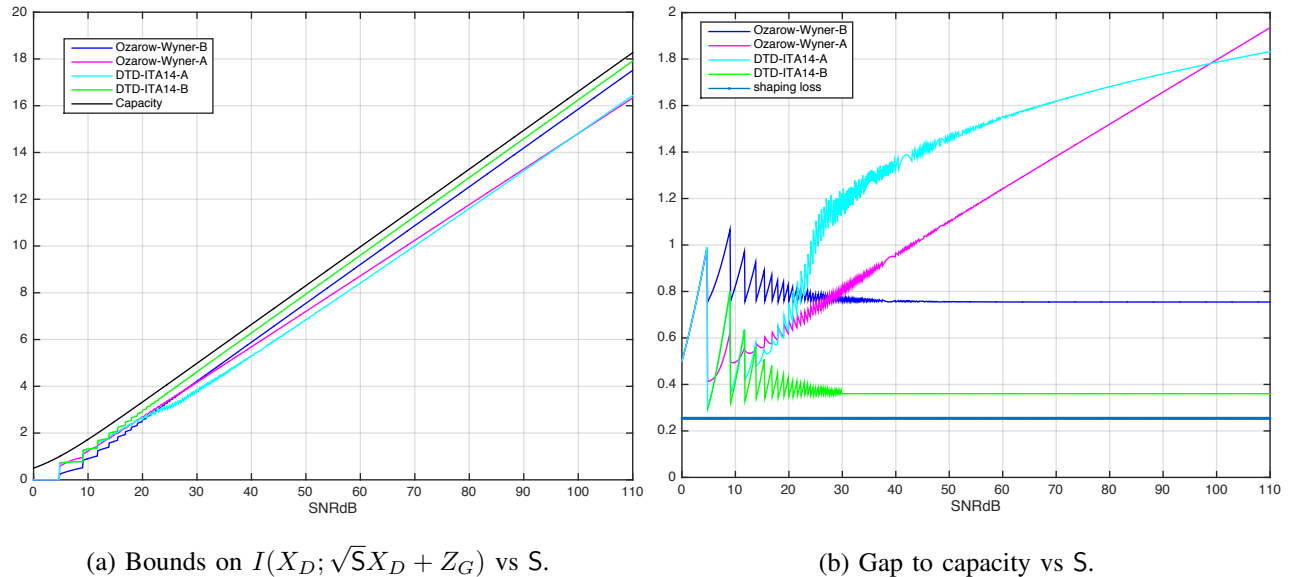 20
18
16
14
12
10
8
6
4
2
0
Ozarow-Wyner-B
Ozarow-Wyner-A
DTD-ITA14-A
DTD-ITA14-B
Capacity
0 10 20 30 40 50 60 70 80 90 100 110
SNRdB
(a) Bounds on $I(X_D; \sqrt{\mathsf{S}}X_D + Z_G)$ vs S.
2
1.8
1.6
1.4
1.2
1
0.8
0.6
0.4
0.2
0
Ozarow-Wyner-B
Ozarow-Wyner-A
DTD-ITA14-A
DTD-ITA14-B
shaping loss
0 10 20 30 40 50 60 70 80 90 100 110
SNRdB
(b) Gap to capacity vs S.